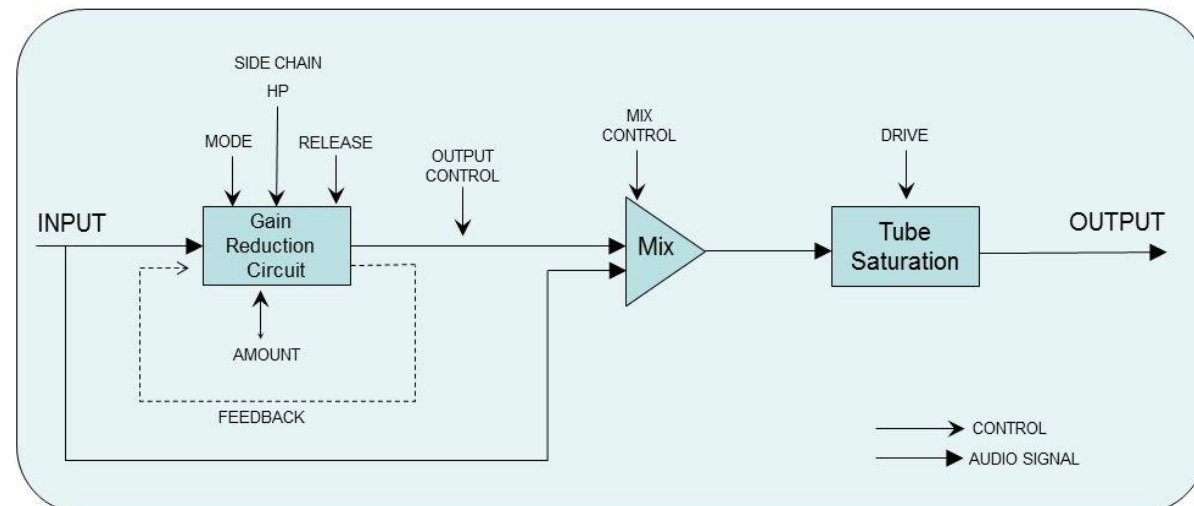 SIDE CHAIN
HP
MODE
RELEASE
OUTPUT
CONTROL
MIX
CONTROL
DRIVE
INPUT
Gain
Reduction
Circuit
Mix
Tube
Saturation
OUTPUT
AMOUNT
FEEDBACK
CONTROL
AUDIO SIGNAL